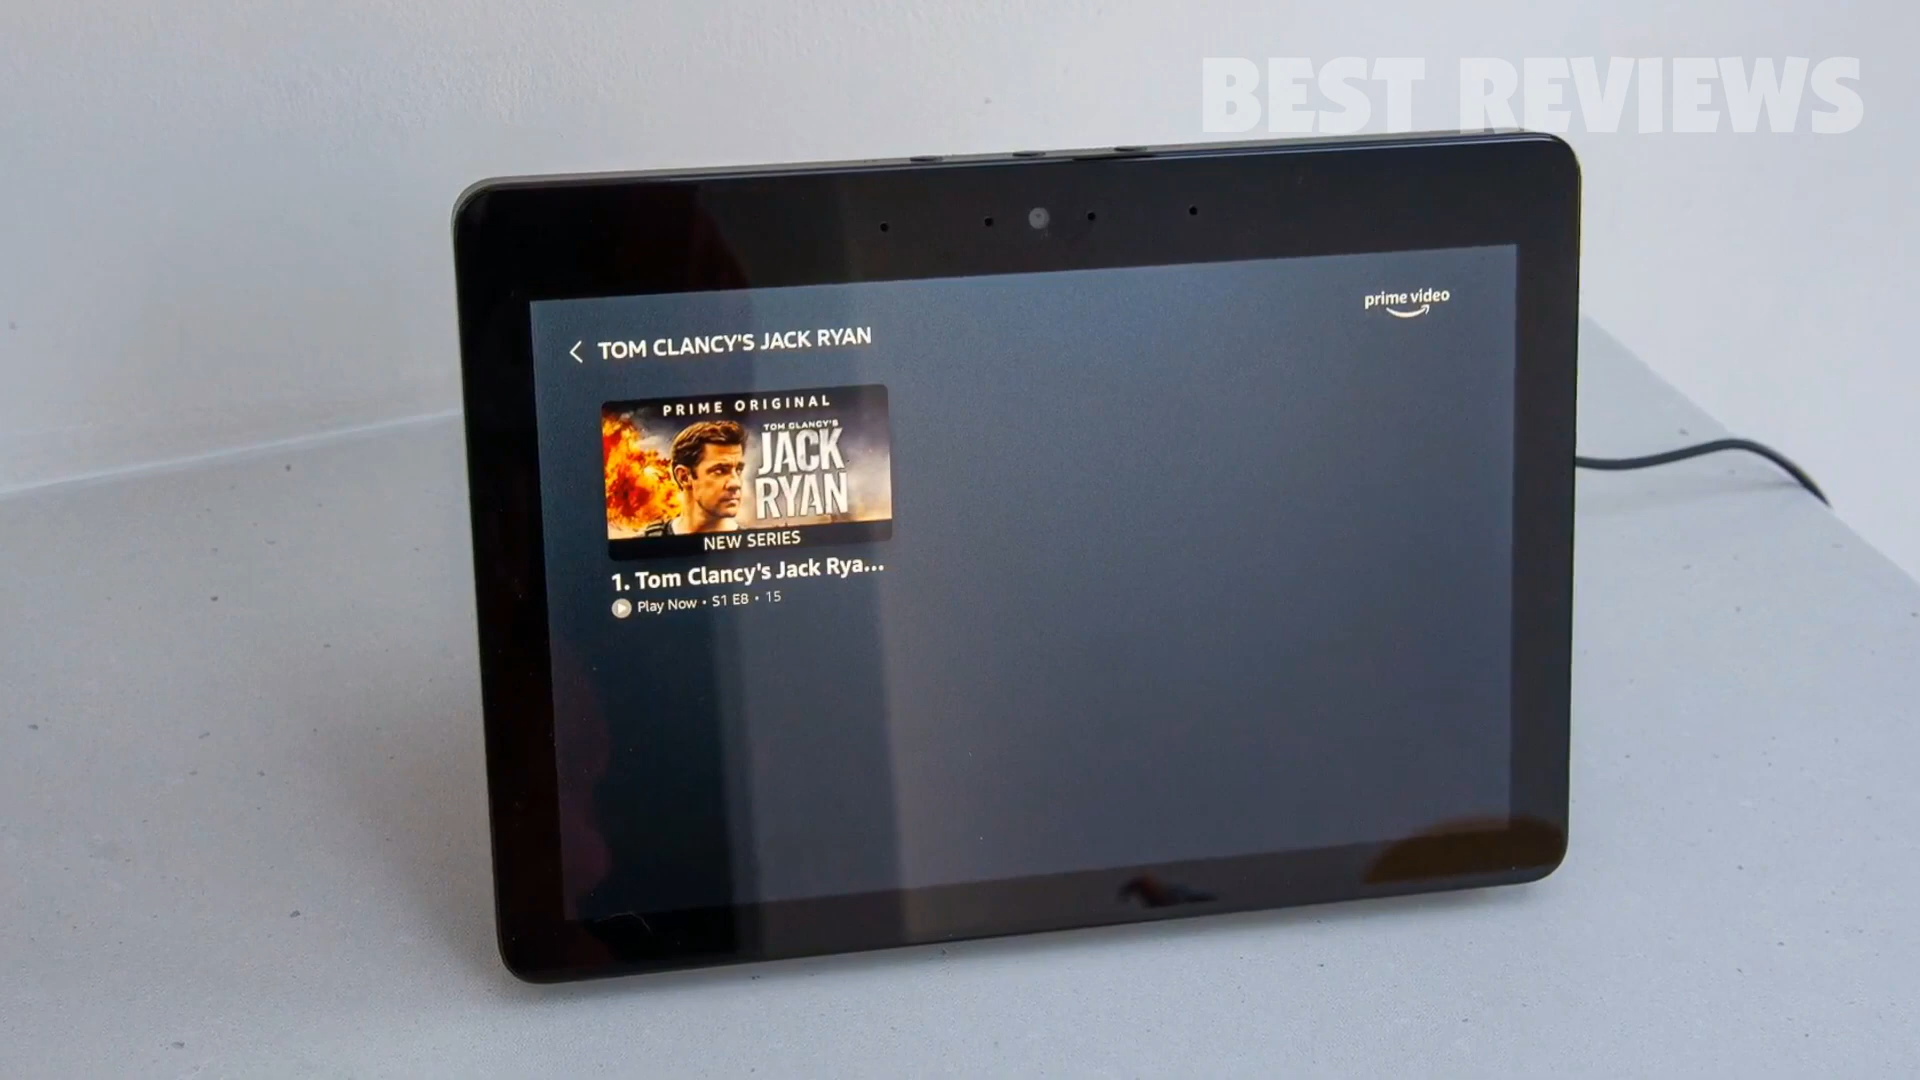 BEST REVIEWS
prime video
TOM CLANCY'S JACK RYAN
PRIME ORIGINAL
TOM CLANCY'S
JACK
RYAN
NEW SERIES
1. Tom Clancy's Jack Rya...
Play Now • S1 E8 • 15